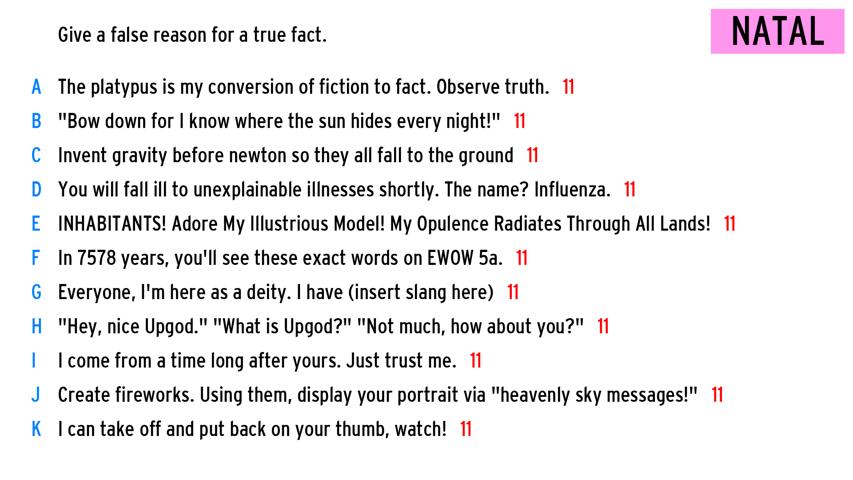 Give a false reason for a true fact.
NATAL
A The platypus is my conversion of fiction to fact. Observe truth. 11
B "Bow down for I know where the sun hides every night!" 11
C Invent gravity before newton so they all fall to the ground 11
D You will fall ill to unexplainable illnesses shortly. The name? Influenza. 11
E INHABITANTS! Adore My Illustrious Model! My Opulence Radiates Through All Lands! 11
F In 7578 years, you'll see these exact words on EWOW 5a. 11
G Everyone, I'm here as a deity. I have (insert slang here) 11
H "Hey, nice Upgod." "What is Upgod?" "Not much, how about you?" 11
I I come from a time long after yours. Just trust me. 11
J Create fireworks. Using them, display your portrait via "heavenly sky messages!" 11
K I can take off and put back on your thumb, watch! 11